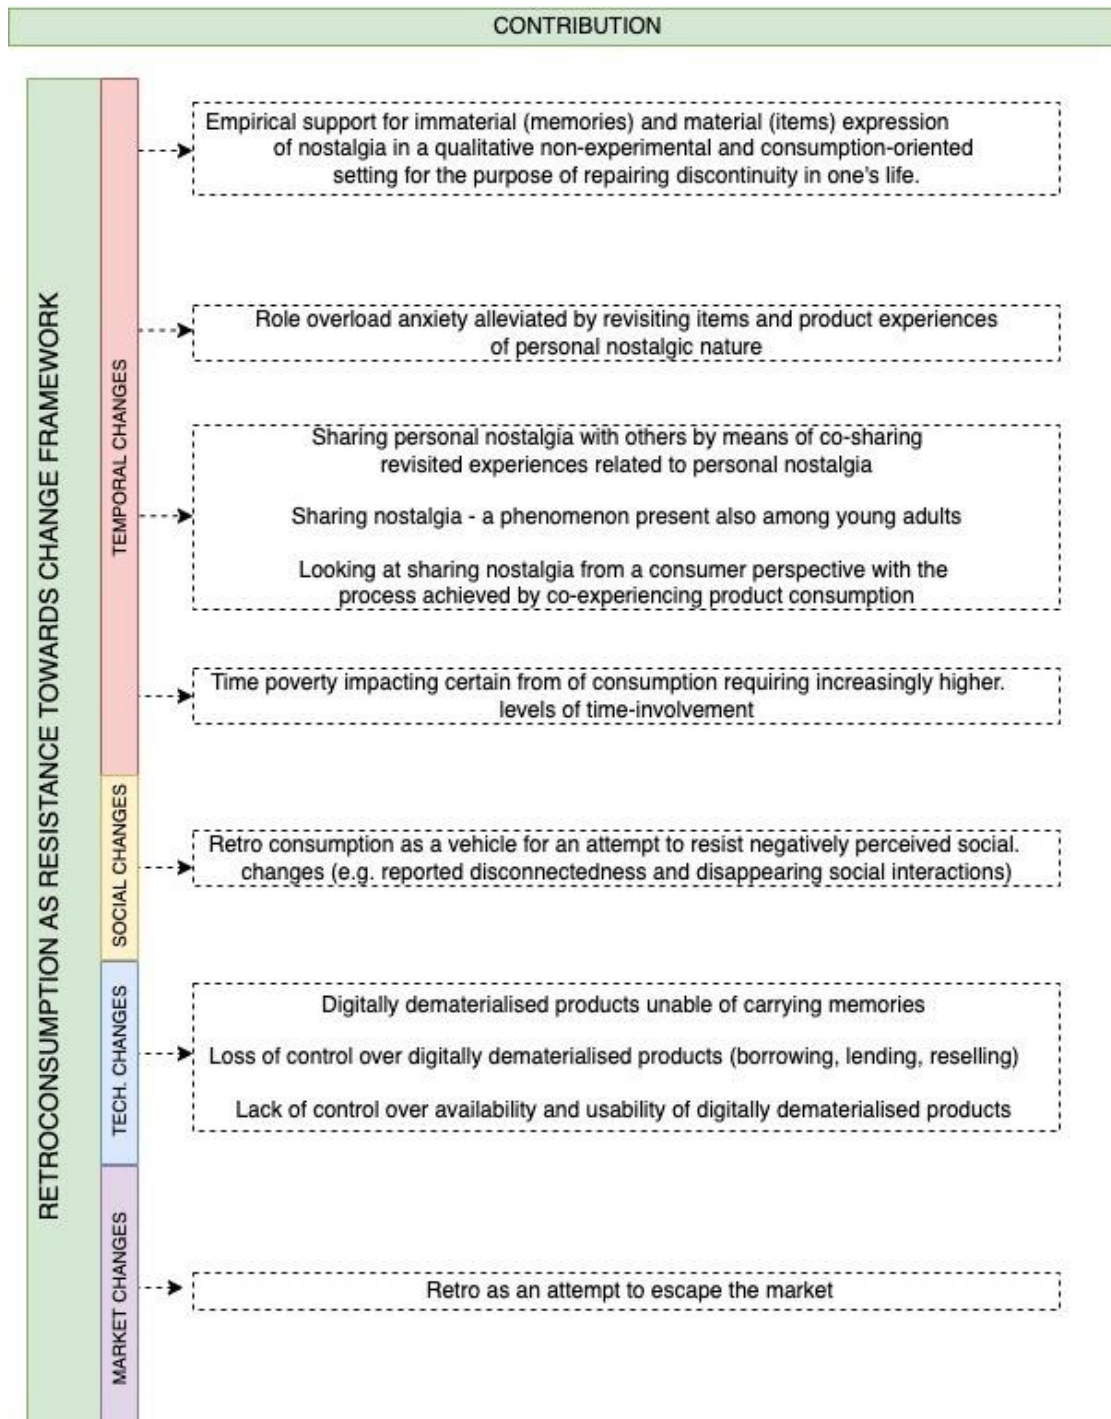 CONTRIBUTION
RETROCONSUMPTION AS RESISTANCE TOWARDS CHANGE FRAMEWORK
TEMPORAL CHANGES
Empirical support for immaterial (memories) and material (items) expression
of nostalgia in a qualitative non-experimental and consumption-oriented
setting for the purpose of repairing discontinuity in one's life.
Role overload anxiety alleviated by revisiting items and product experiences
of personal nostalgic nature
Sharing personal nostalgia with others by means of co-sharing
revisited experiences related to personal nostalgia
Sharing nostalgia - a phenomenon present also among young adults
Looking at sharing nostalgia from a consumer perspective with the
process achieved by co-experiencing product consumption
Time poverty impacting certain from of consumption requiring increasingly higher.
levels of time-involvement
SOCIAL CHANGES
Retro consumption as a vehicle for an attempt to resist negatively perceived social.
changes (e.g. reported disconnectedness and disappearing social interactions)
TECH. CHANGES
Digitally dematerialised products unable of carrying memories
Loss of control over digitally dematerialised products (borrowing, lending, reselling)
Lack of control over availability and usability of digitally dematerialised products
MARKET CHANGES
Retro as an attempt to escape the market